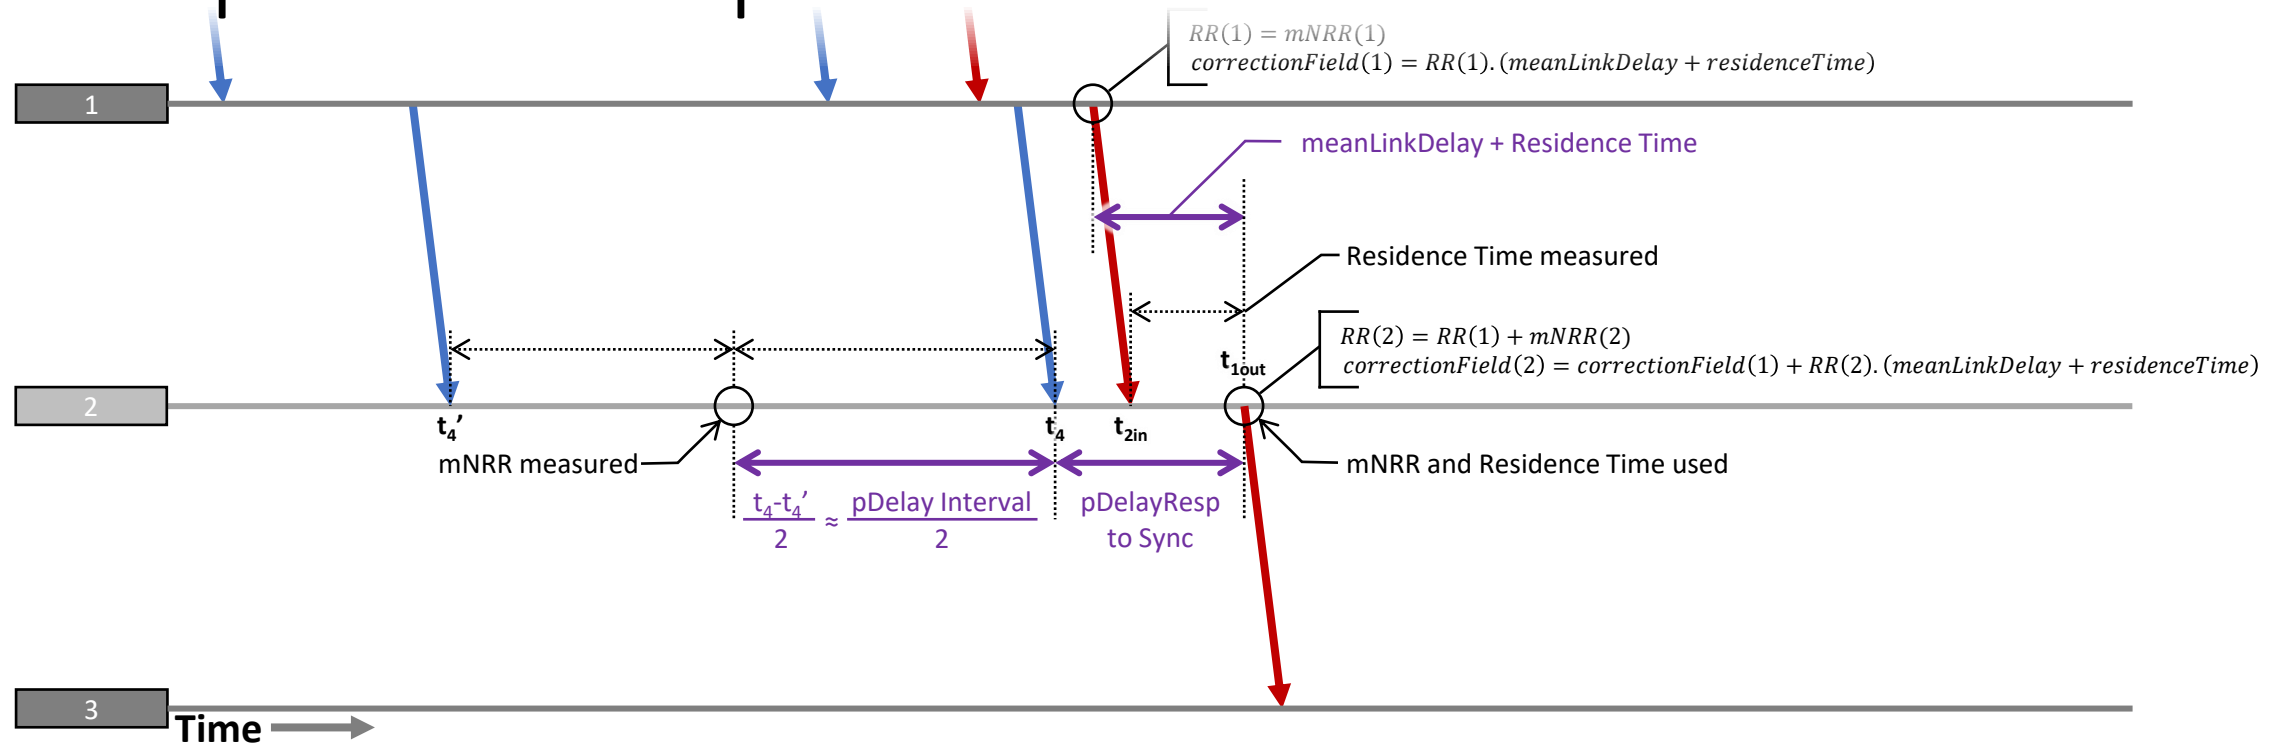 RR(1) = mNRR(1)
correctionField(1) = RR(1).(meanLinkDelay + residenceTime)
1
meanLinkDelay + Residence Time
Residence Time measured
RR(2) = RR(1) + mNRR(2)
correctionField(2) = correctionField(1) + RR(2).(meanLinkDelay + residenceTime)
t1out
2
t4’
t4
t2in
mNRR measured
mNRR and Residence Time used
t4-t4’
2
≈
pDelay Interval
2
pDelayResp
to Sync
3
Time